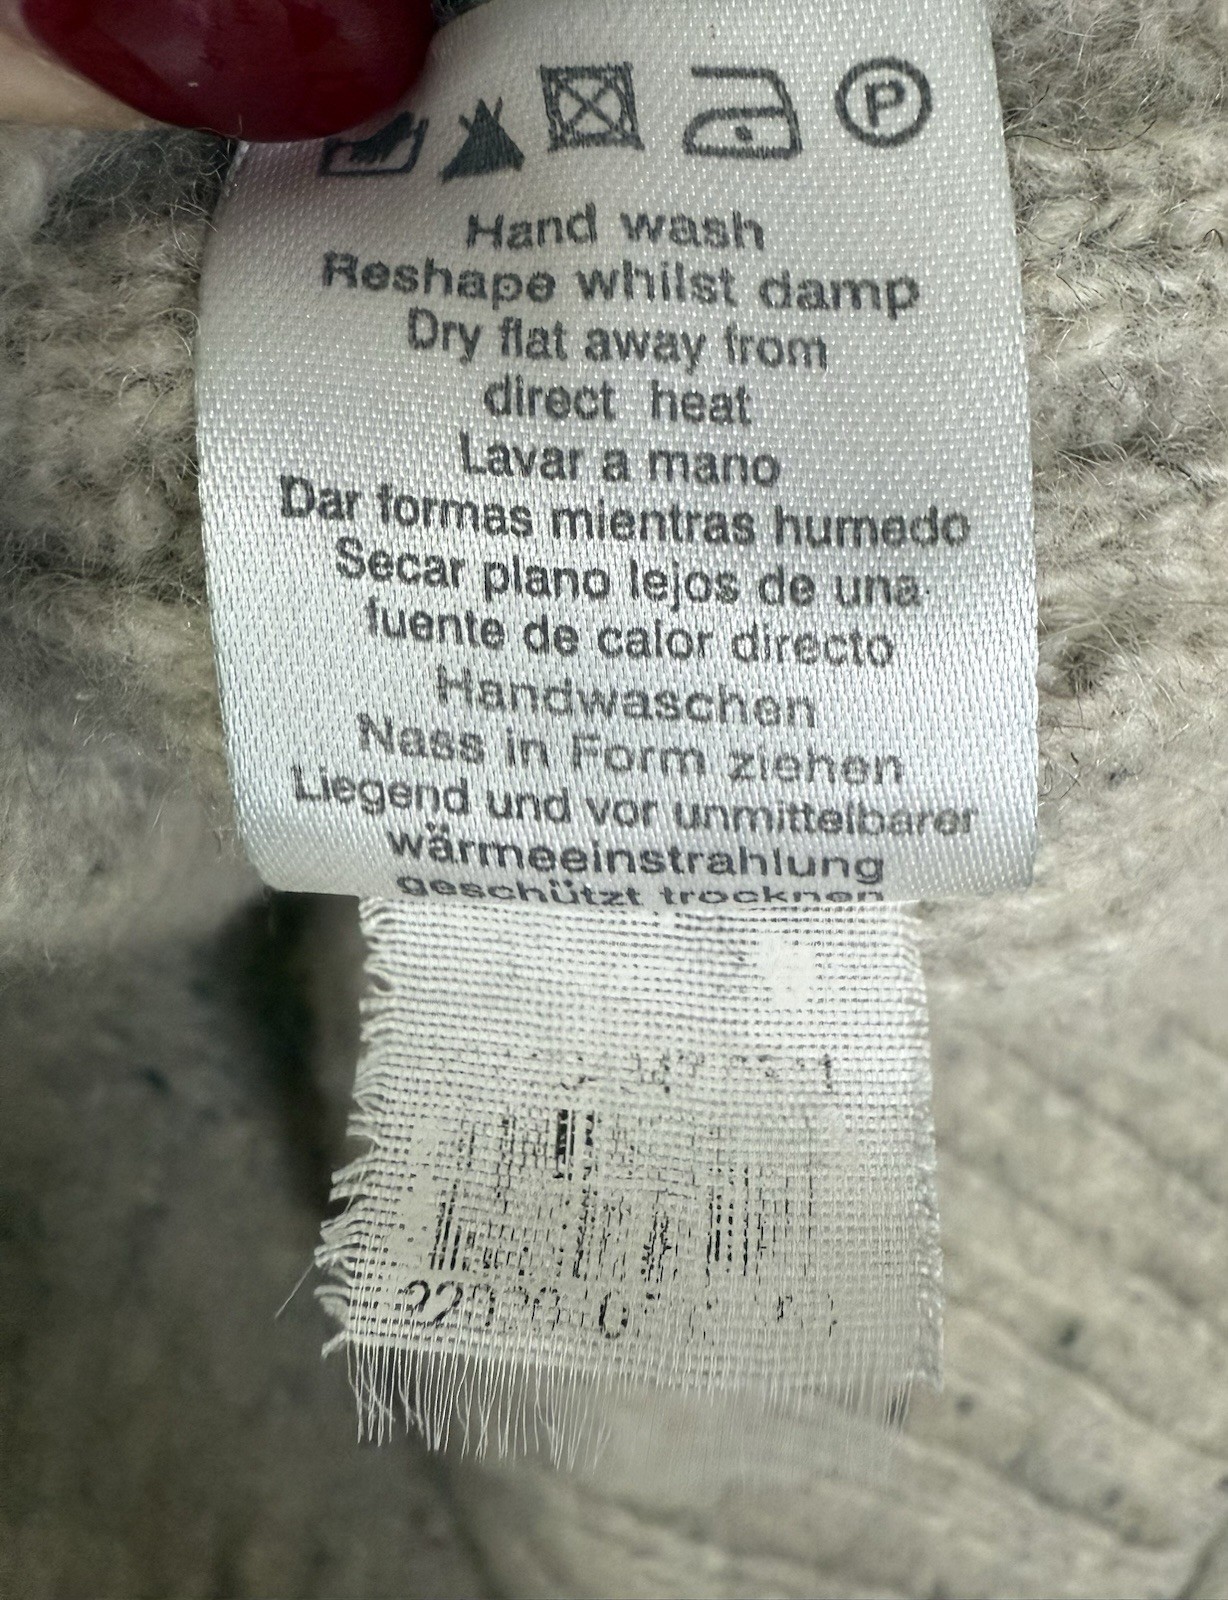 P
Hand wash
Reshape whilst damp
Dry flat away from
direct heat
Lavar a mano
Dar formas mientras humedo
Secar plano lejos de una
fuente de calor directo
Handwaschen
Nass in Form ziehen
Liegend und vor unmittelbarer
wärmeeinstrahlung
geschützt trocknen